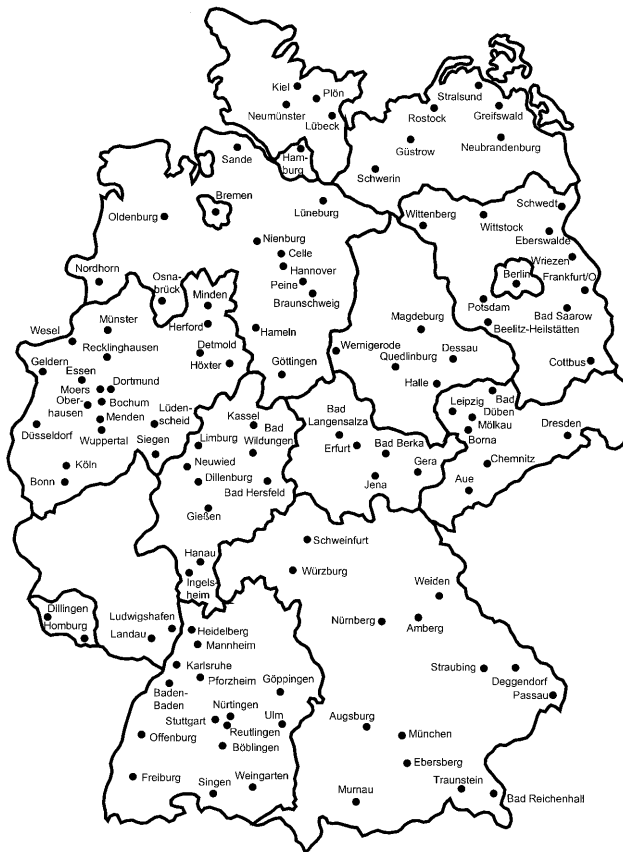 Kiel
Plön
Neumünster
Lübeck
Stralsund
Rostock
Greifswald
Güstrow
Neubrandenburg
Schwerin
Sande
Ham-
burg
Bremen
Oldenburg
Lüneburg
Nienburg
Celle
Hannover
Peine
Braunschweig
Nordhorn
Osna-
brück
Hameln
Göttingen
Wittenberg
Schwedt
Wittstock
Eberswalde
Wriezen
Berlin
Frankfurt/O.
Potsdam
Bad Saarow
Beelitz-Heilstätten
Cottbus
Magdeburg
Wernigerode
Dessau
Quedlinburg
Halle
Minden
Münster
Herford
Wesel
Recklinghausen
Detmold
Geldern
Höxter
Essen
Moers
Dortmund
Ober-
hausen
Bochum
Menden
Lüden-
scheid
Düsseldorf
Wuppertal
Siegen
Köln
Bonn
Kassel
Bad
Wildungen
Limburg
Neuwied
Dillenburg
Bad Hersfeld
Gießen
Hanau
Ingels-
heim
Bad
Langensalza
Erfurt
Bad Berka
Gera
Jena
Leipzig
Bad
Düben
Mölkau
Borna
Dresden
Chemnitz
Aue
Dillingen
Homburg
Ludwigshafen
Landau
Heidelberg
Mannheim
Karlsruhe
Pforzheim
Göppingen
Baden-
Baden
Nürtingen
Stuttgart
Ulm
Reutlingen
Offenburg
Böblingen
Freiburg
Singen
Weingarten
Schweinfurt
Würzburg
Weiden
Nürnberg
Amberg
Straubing
Deggendorf
Passau
Augsburg
München
Ebersberg
Traunstein
Murnau
Bad Reichenhall